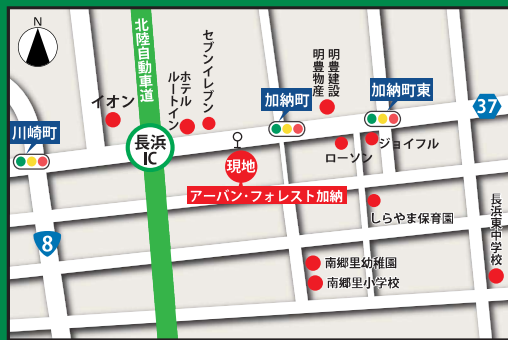 N
北陸自動車道
セブンイレブン
ホテル
ルートイン
イオン
明豊建設
明豊物産
加納町
加納町東
37
川崎町
長浜
IC
現地
ローソン
ジョイフル
アーバン・フォレスト加納
しらやま保育園
長浜東中学校
8
南郷里幼稚園
南郷里小学校